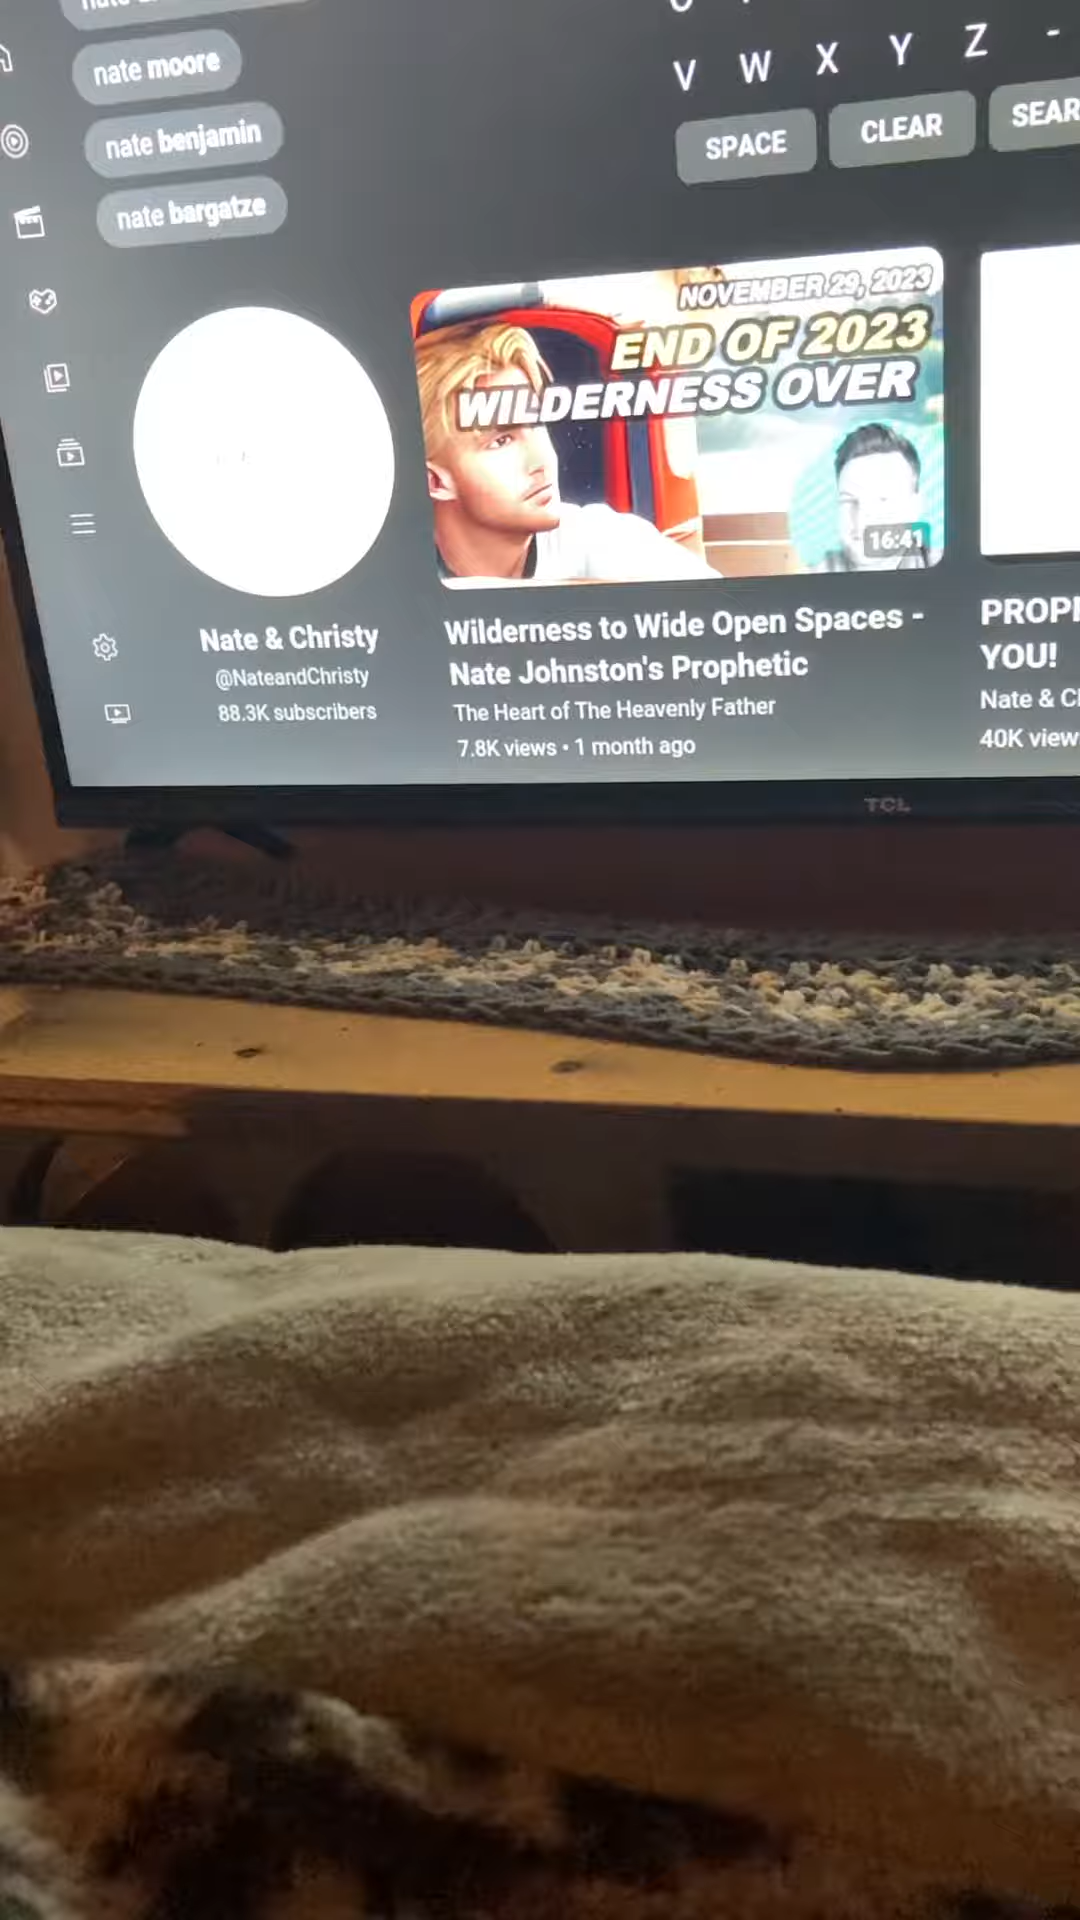 nate moore
nate benjamin
nate bargatze
V W X Y Z -
SPACE CLEAR SEAR
NOVEMBER 29, 2023
END OF 2023
WILDERNESS OVER
16:41
Nate & Christy
@NateandChristy
88.3K subscribers
Wilderness to Wide Open Spaces -
Nate Johnston's Prophetic
The Heart of The Heavenly Father
7.8K views • 1 month ago
YOU!
Nate &
40K view
TCL